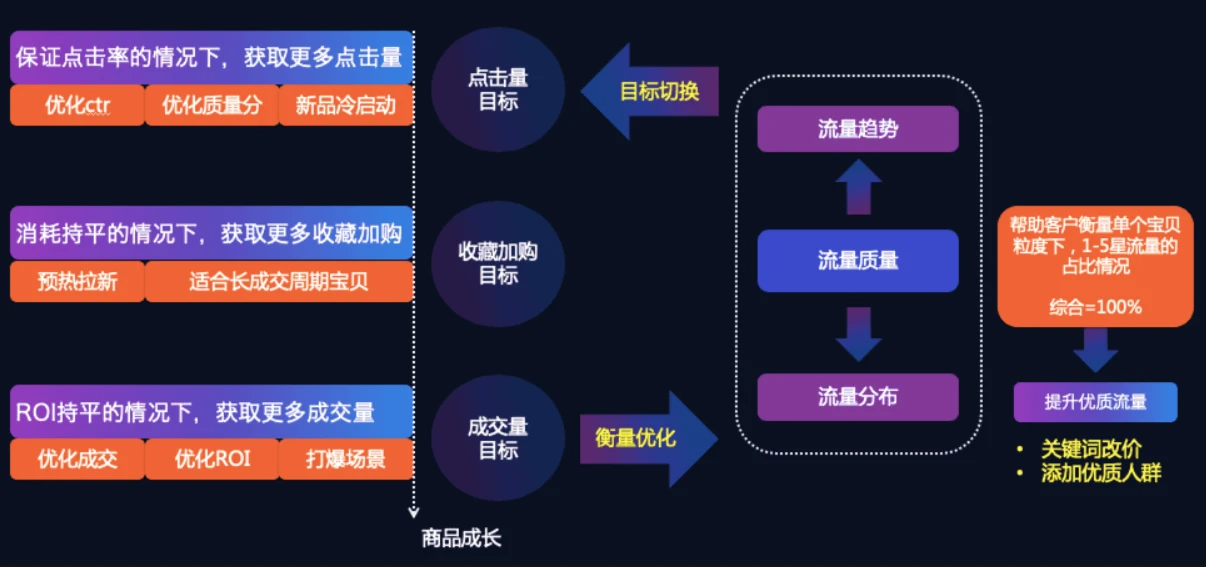 保证点击率的情况下，获取更多点击量
优化ctr
优化质量分
新品冷启动
点击量
目标
目标切换
消耗持平的情况下，获取更多收藏加购
预热拉新
适合长成交周期宝贝
收藏加购
目标
ROI持平的情况下，获取更多成交量
优化成交
优化ROI
打爆场景
成交量
目标
衡量优化
商品成长
流量趋势
流量质量
流量分布
帮助客户衡量单个宝贝
粒度下，1-5星流量的
占比情况
综合=100%
提升优质流量
• 关键词改价
• 添加优质人群